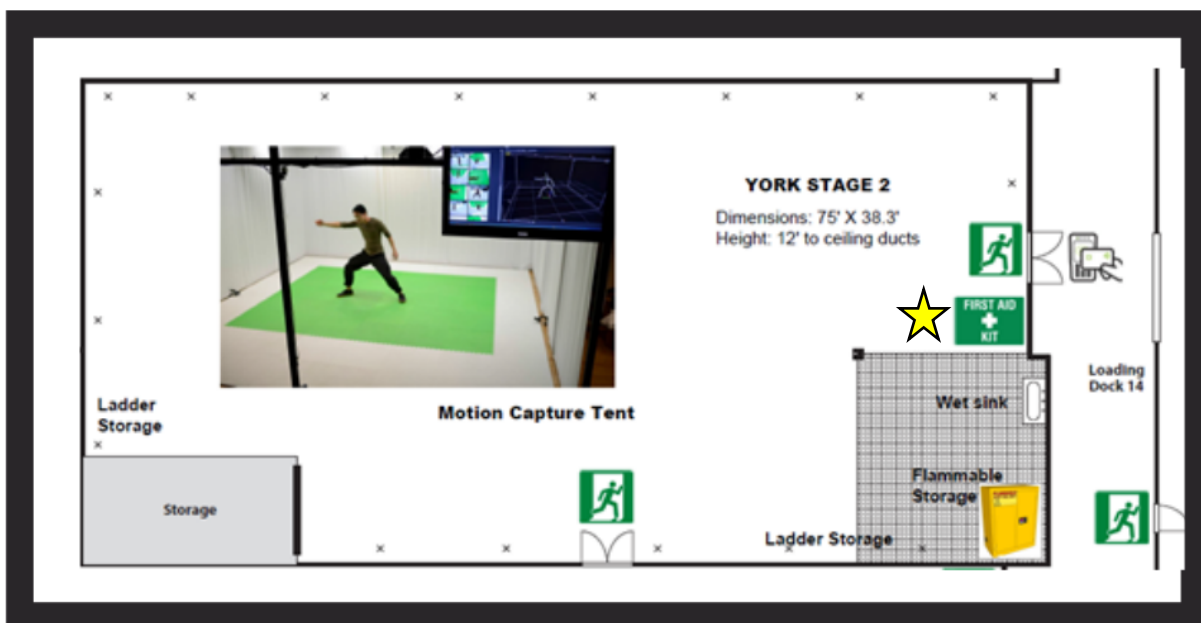 YORK STAGE 2
Dimensions: 75' X 38.3'
Height: 12' to ceiling ducts
FIRST AID
KIT
Loading
Dock 14
Ladder
Storage
Motion Capture Tent
Wet sink
Flammable
Storage
Storage
Ladder Storage